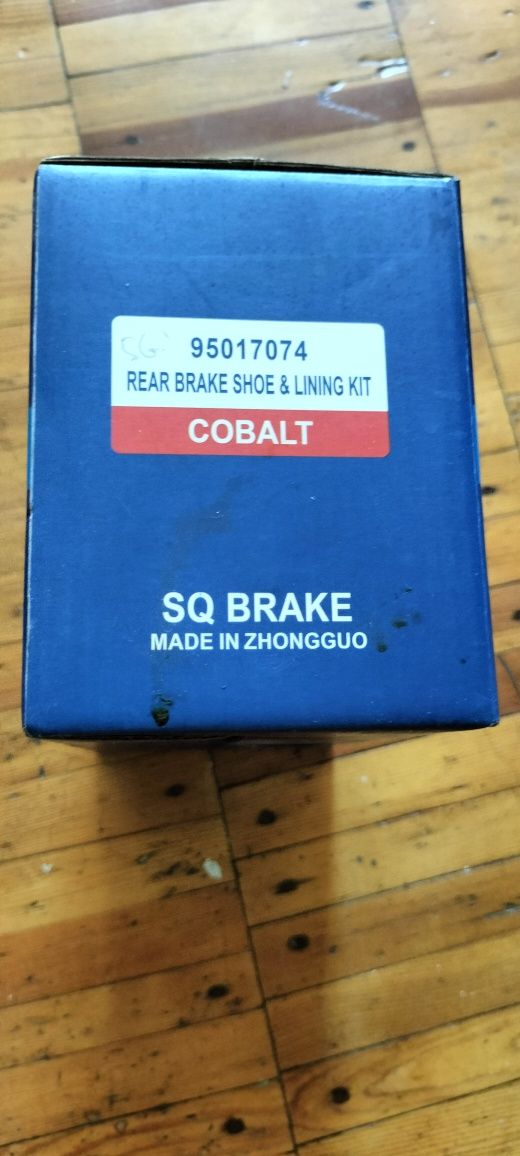 95017074
REAR BRAKE SHOE & LINING KIT
COBALT
SQ BRAKE
MADE IN ZHONGGUO